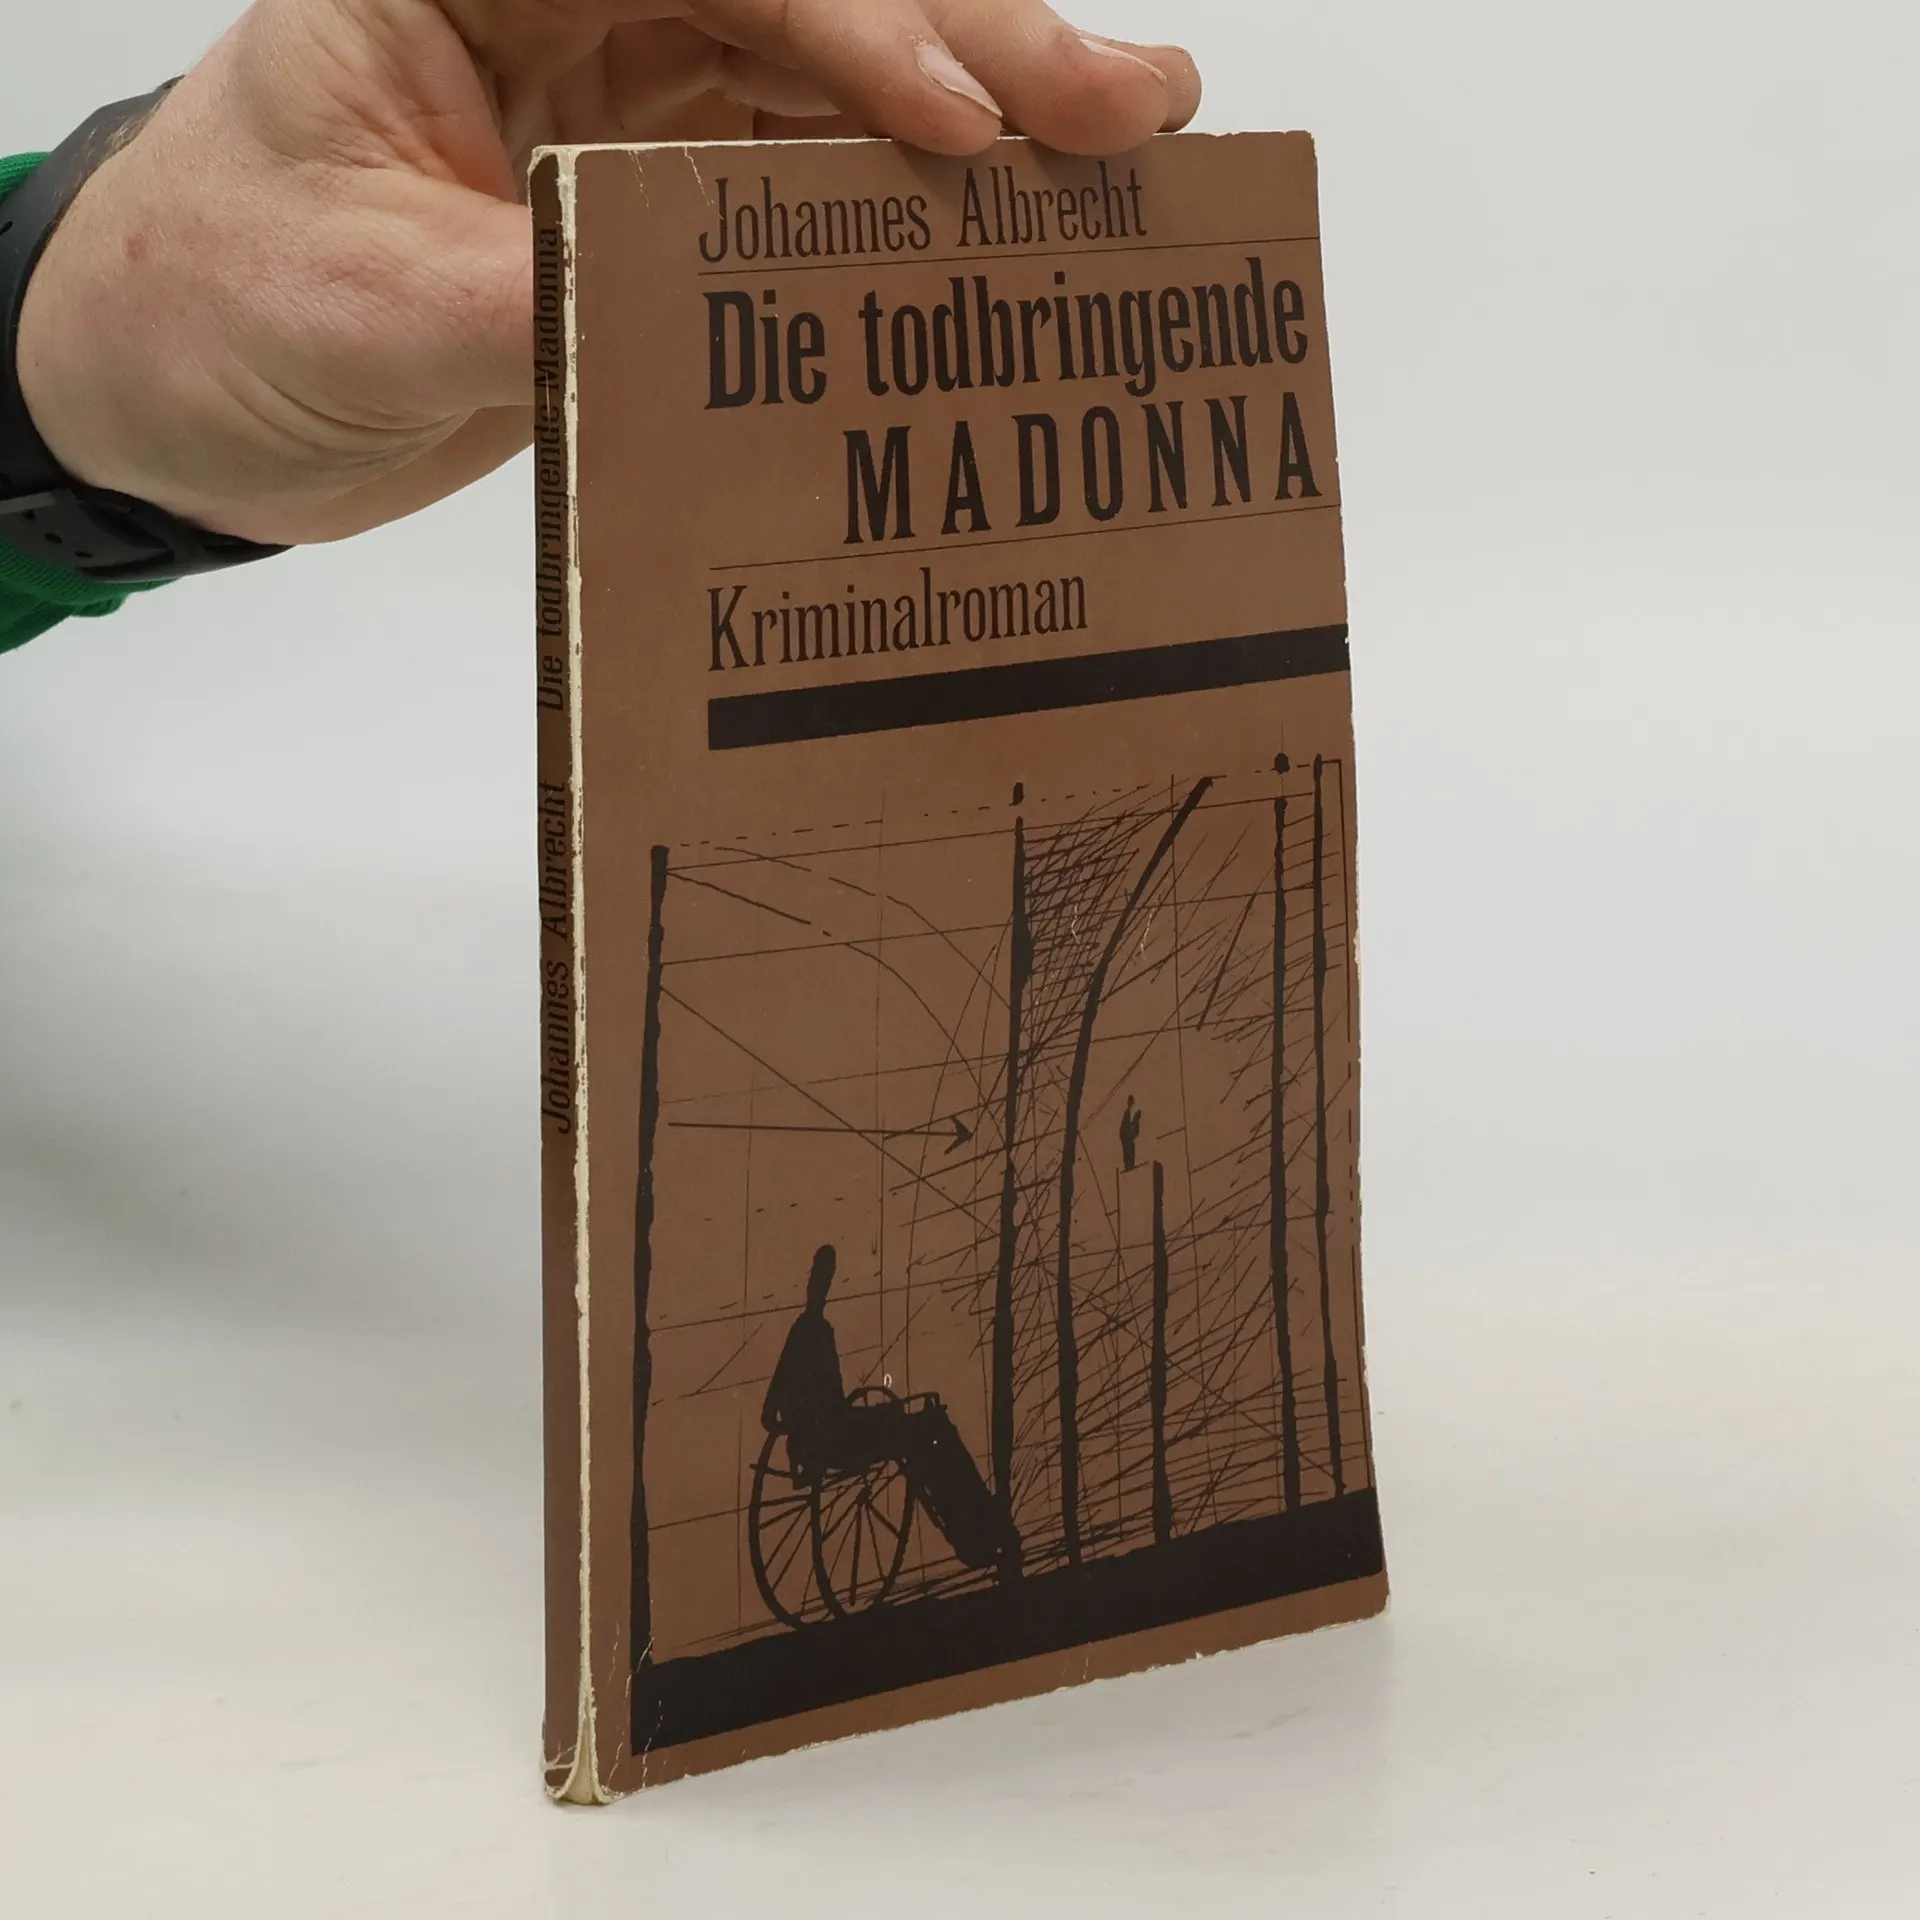 Johannes Albrecht
Die todbringende
MADONNA
Kriminalroman
Johannes Albrecht Die todbringende Madonna